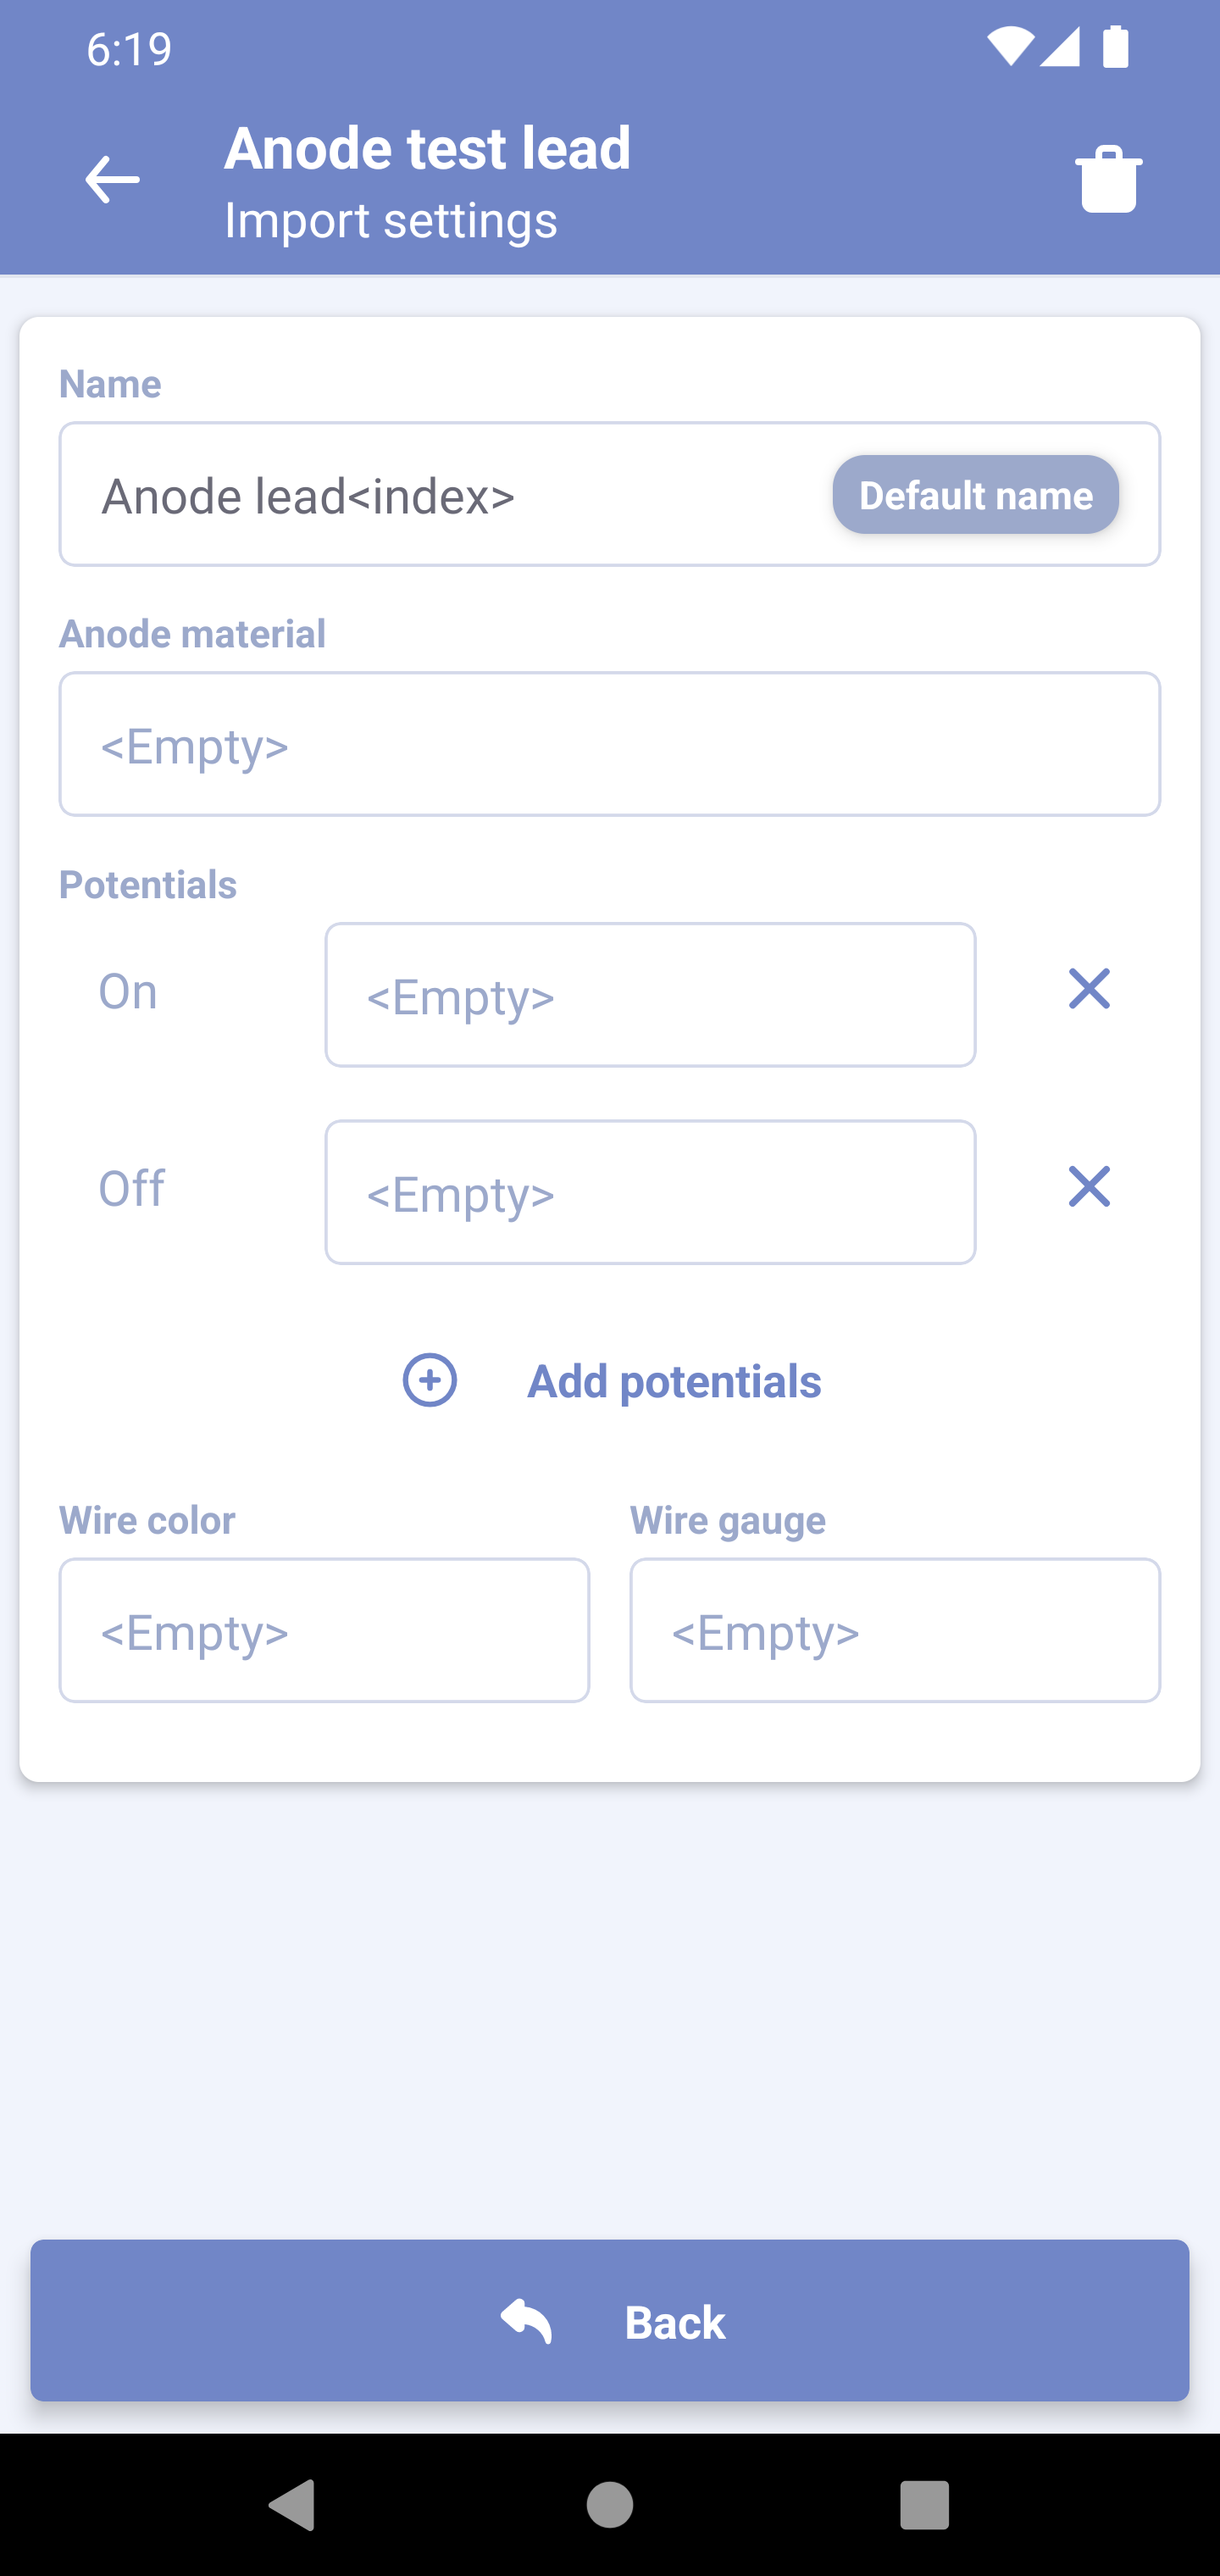 6:19
Anode test lead
Import settings
Name
Anode lead<index>
Default name
Anode material
<Empty>
Potentials
On
<Empty>
Off
<Empty>
Add potentials
Wire color
Wire gauge
<Empty>
<Empty>
Back